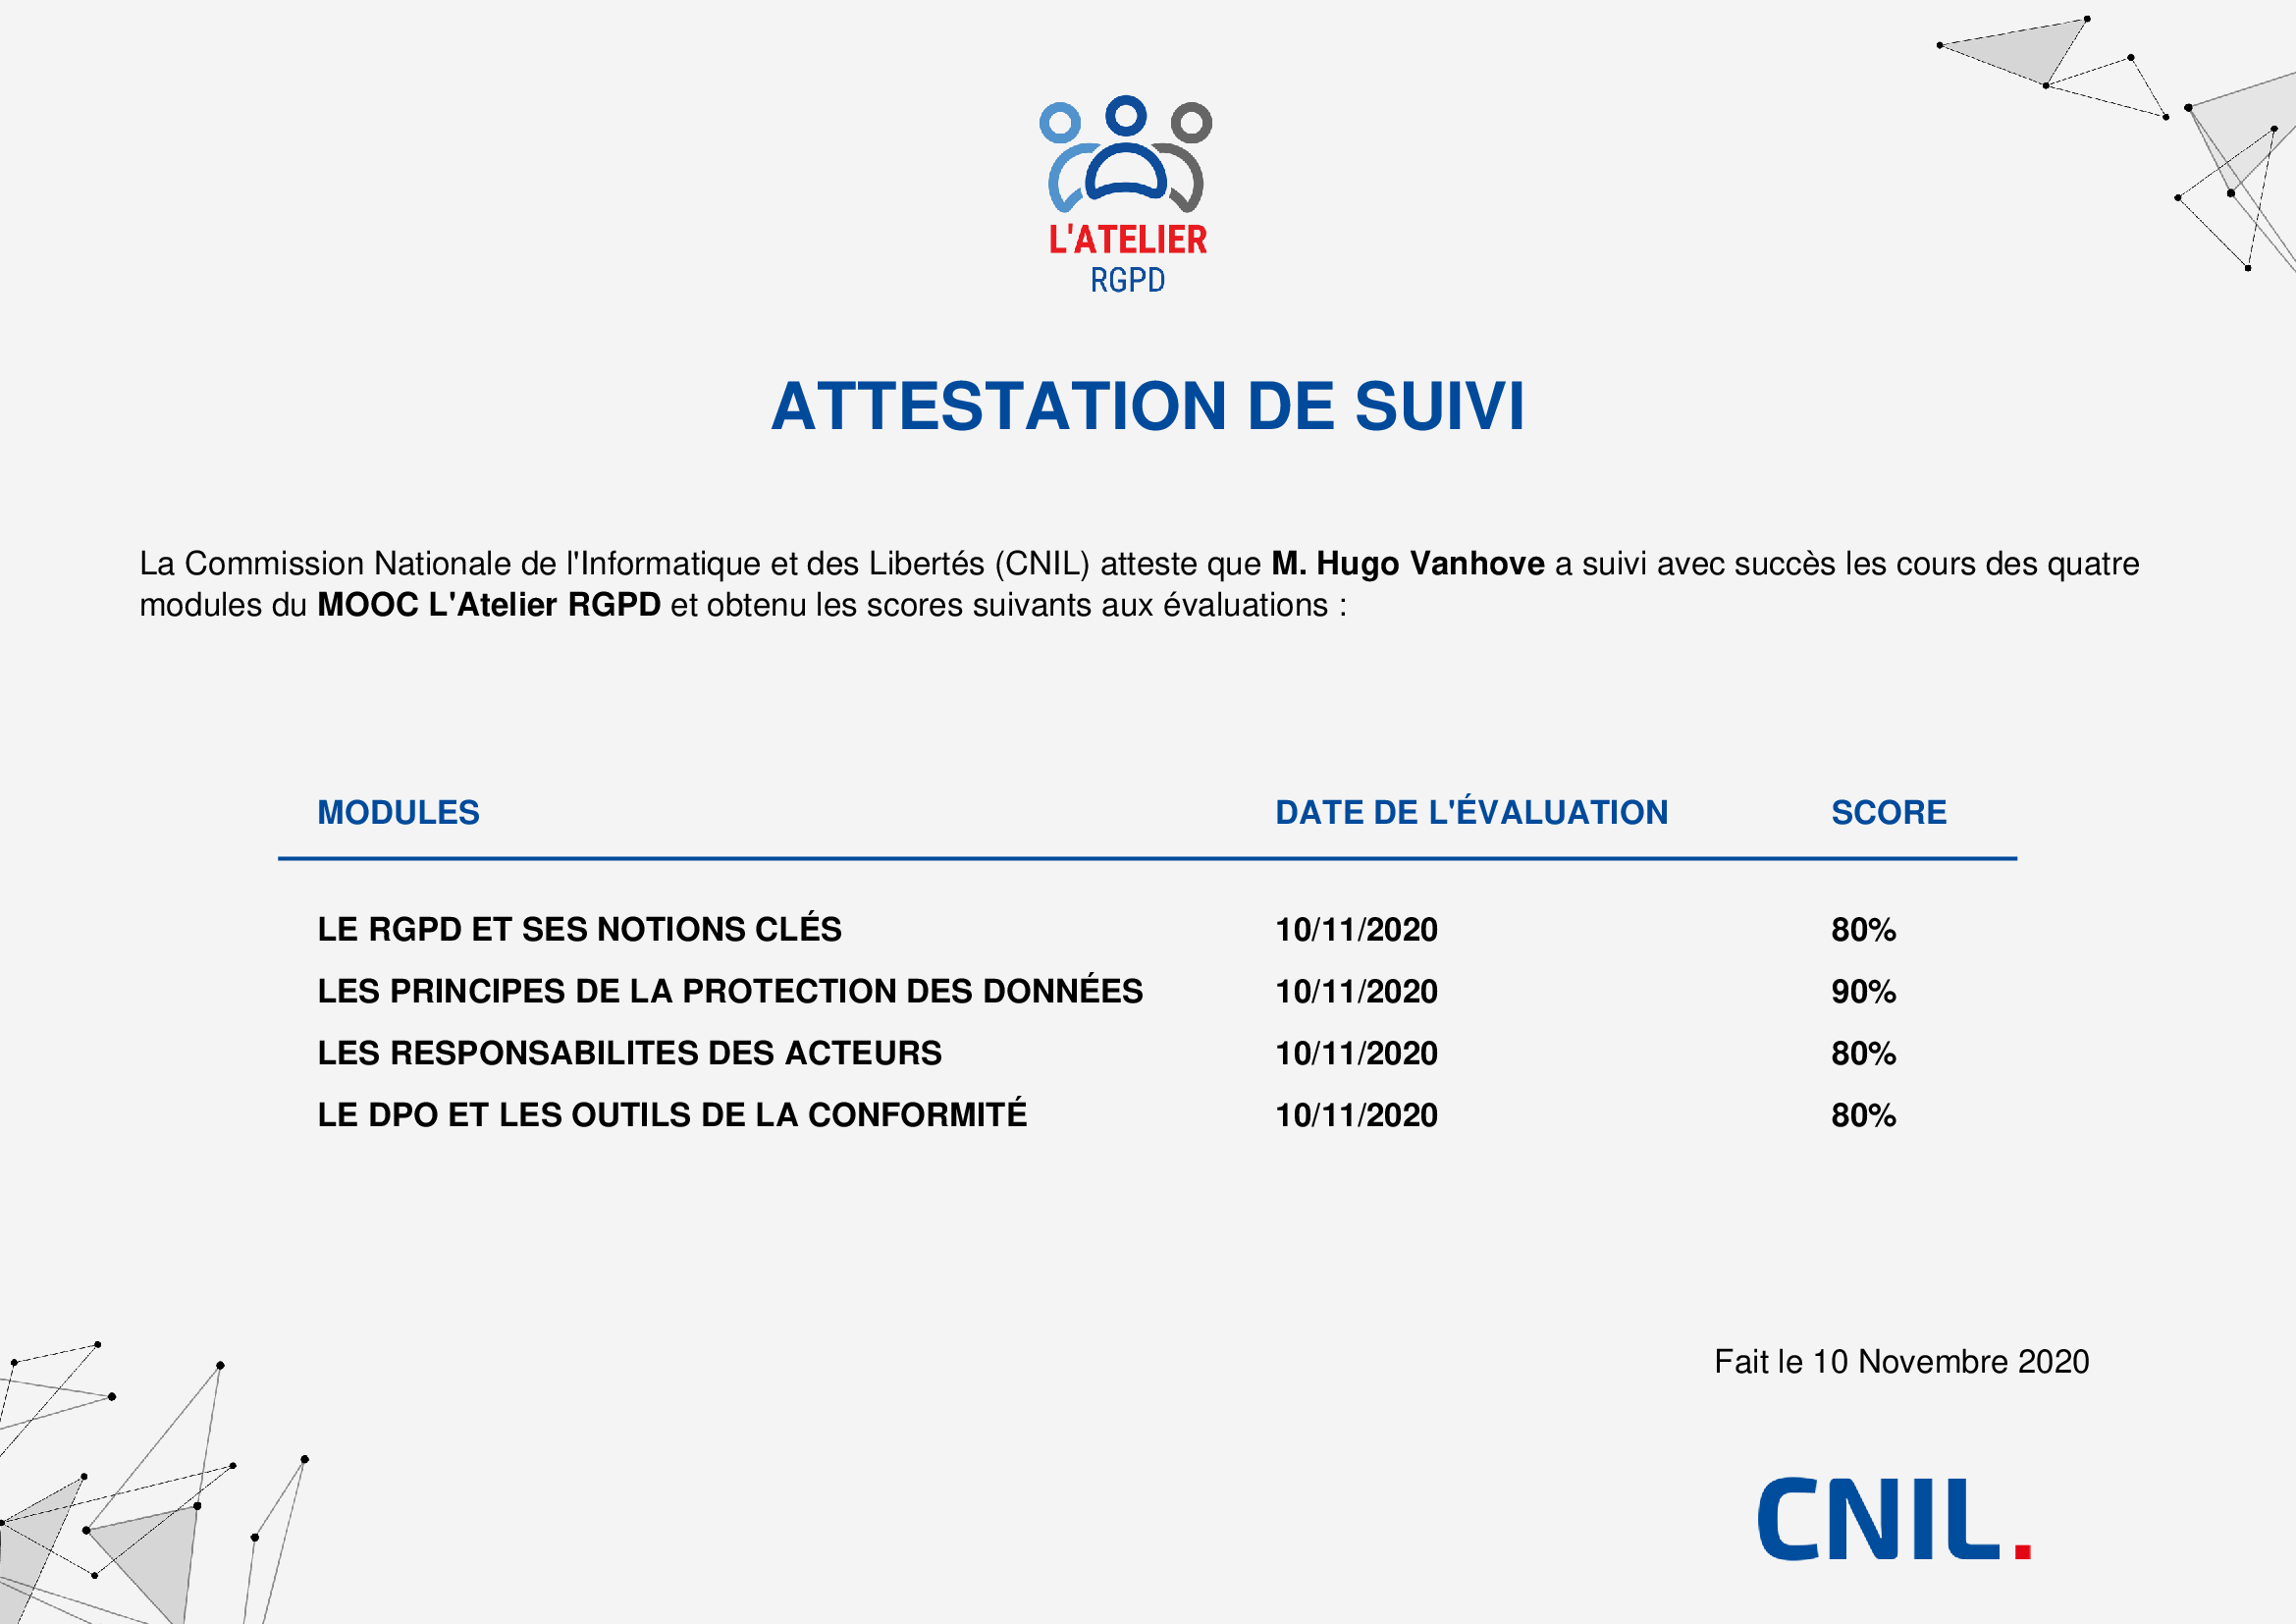 L'ATELIER
RGPD
ATTESTATION DE SUIVI
La Commission Nationale de l'Informatique et des Libertés (CNIL) atteste que M. Hugo Vanhove a suivi avec succès les cours des quatre
modules du MOOC L'Atelier RGPD et obtenu les scores suivants aux évaluations :
MODULES DATE DE L'ÉVALUATION SCORE
LE RGPD ET SES NOTIONS CLÉS 10/11/2020 80%
LES PRINCIPES DE LA PROTECTION DES DONNÉES 10/11/2020 90%
LES RESPONSABILITES DES ACTEURS 10/11/2020 80%
LE DPO ET LES OUTILS DE LA CONFORMITÉ 10/11/2020 80%
Fait le 10 Novembre 2020
CNIL.